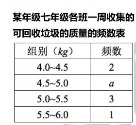 某年级七年级各班一周收集的
可回收垃圾的质量的频数表
组别（kg） 频数
4.0~4.5 2
4.5~5.0 a
5.0~5.5 3
5.5~6.0 1